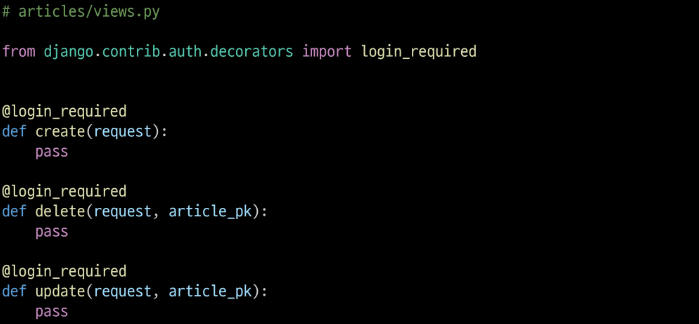 # articles/views.py
from django.contrib.auth.decorators import login_required
@login_required
def create(request):
    pass
@login_required
def delete(request, article_pk):
    pass
@login_required
def update(request, article_pk):
    pass